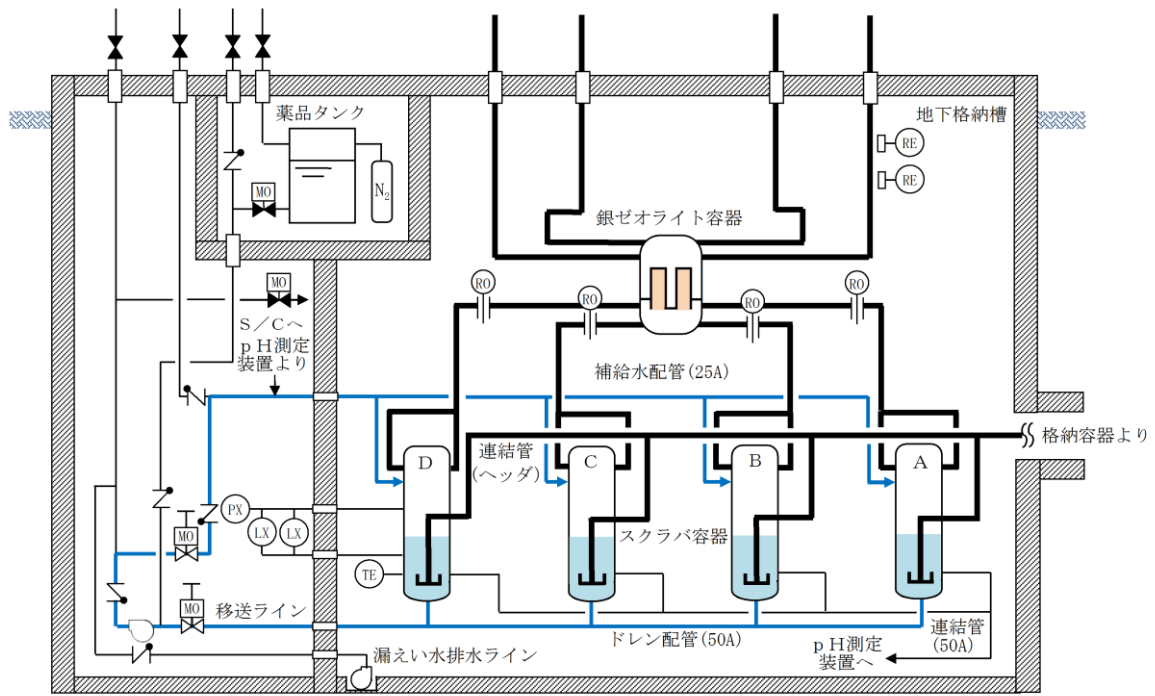 薬品タンク
地下格納槽
RE
RE
MO
N₂
銀ゼオライト容器
MO
RO
RO
RO
RO
S/Cへ
pH測定
装置より
補給水配管(25A)
格納容器より
連結管
(ヘッダ)
D
C
B
A
PX
LX
LX
MO
スクラバ容器
TE
MO
移送ライン
ドレン配管(50A)
連結管
(50A)
pH測定
装置へ
漏えい水排水ライン